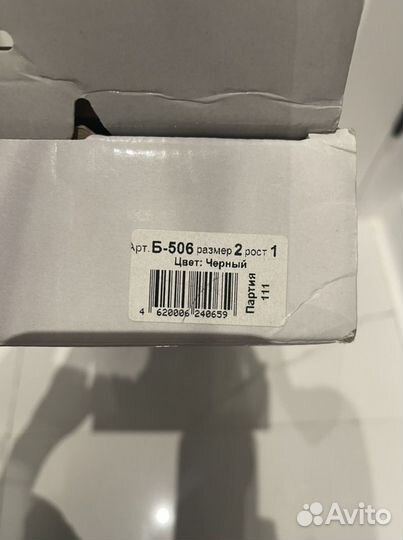 Арт. Б-506 размер 2 рост 1
Цвет: Черный
4 620006 240659
Партия
111
Avito